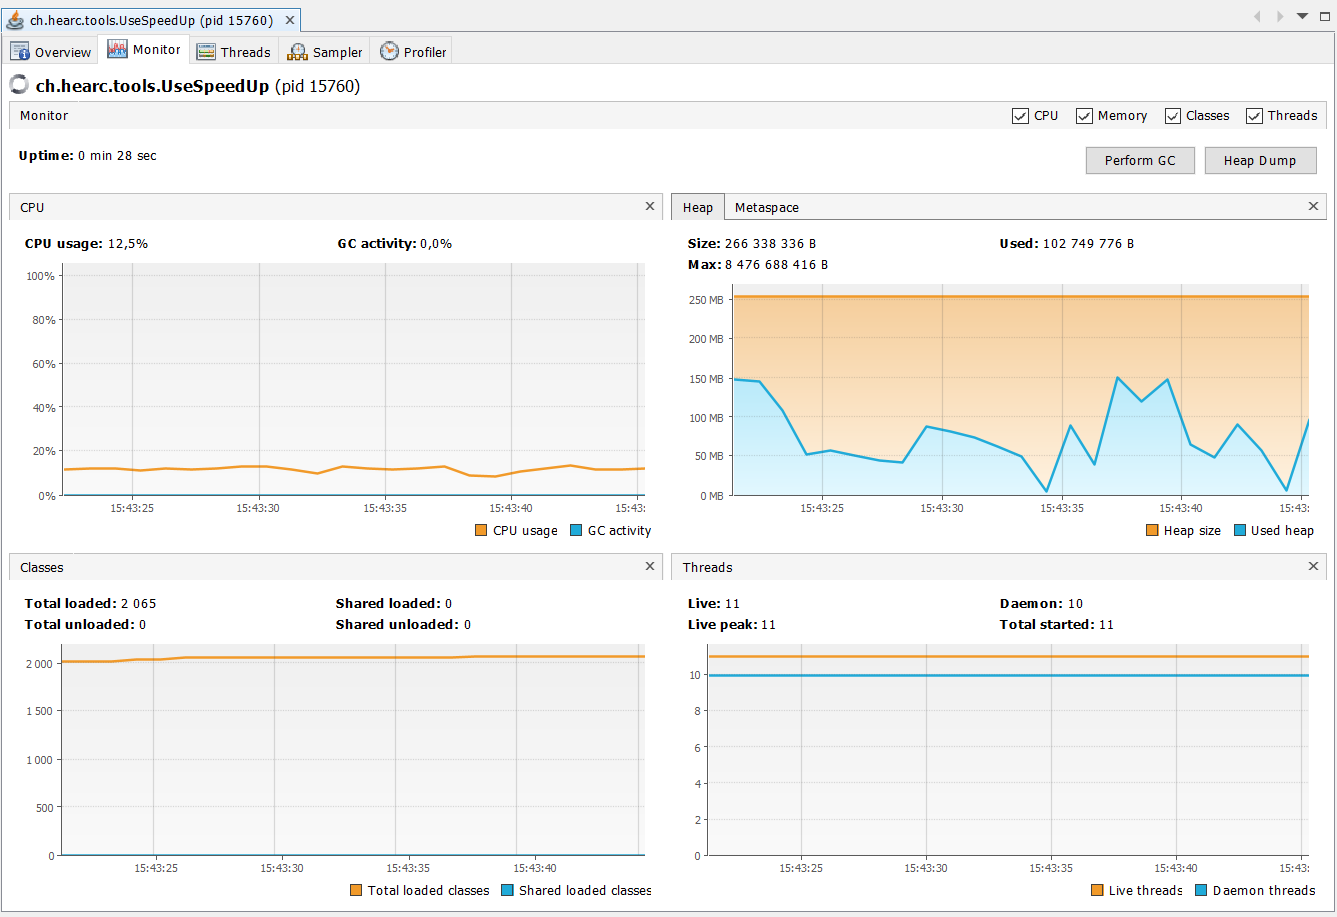 ch.hearc.tools.UseSpeedUp (pid 15760)
Overview Monitor Threads Sampler Profiler
ch.hearc.tools.UseSpeedUp (pid 15760)
Monitor CPU Memory Classes Threads
Uptime: 0 min 28 sec
Perform GC Heap Dump
CPU
CPU usage: 12,5% GC activity: 0,0%
100%
80%
60%
40%
20%
0%
15:43:25 15:43:30 15:43:35 15:43:40 15:43:
CPU usage GC activity
Heap Metaspace
Size: 266 338 336 B Used: 102 749 776 B
Max: 8 476 688 416 B
250 MB
200 MB
150 MB
100 MB
50 MB
0 MB
15:43:25 15:43:30 15:43:35 15:43:40 15:43:
Heap size Used heap
Classes
Total loaded: 2 065 Shared loaded: 0
Total unloaded: 0 Shared unloaded: 0
2 000
1 500
1 000
500
0
15:43:25 15:43:30 15:43:35 15:43:40
Total loaded classes Shared loaded classes
Threads
Live: 11 Daemon: 10
Live peak: 11 Total started: 11
10
8
6
4
2
0
15:43:25 15:43:30 15:43:35 15:43:40 15:43:
Live threads Daemon threads